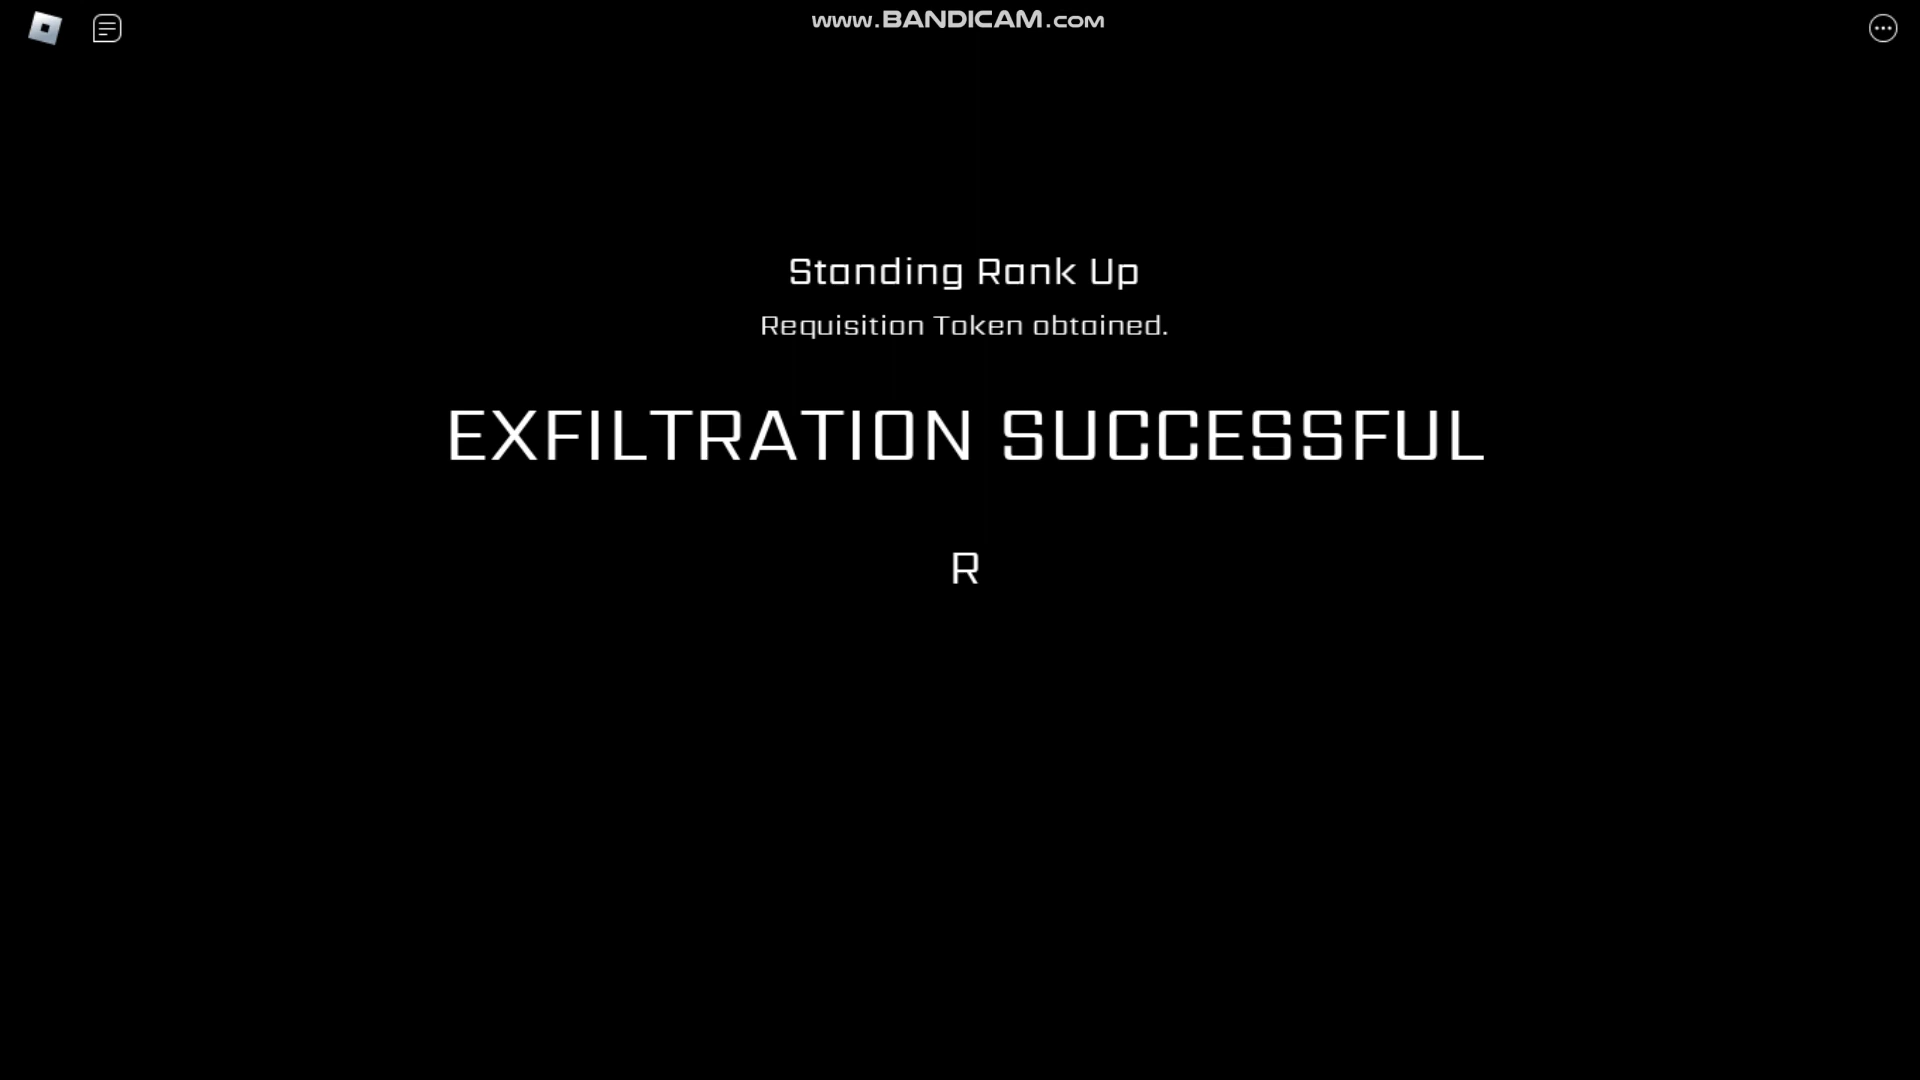 www.BANDICAM.com
Standing Rank Up
Requisition Token obtained.
EXFILTRATION SUCCESSFUL
R